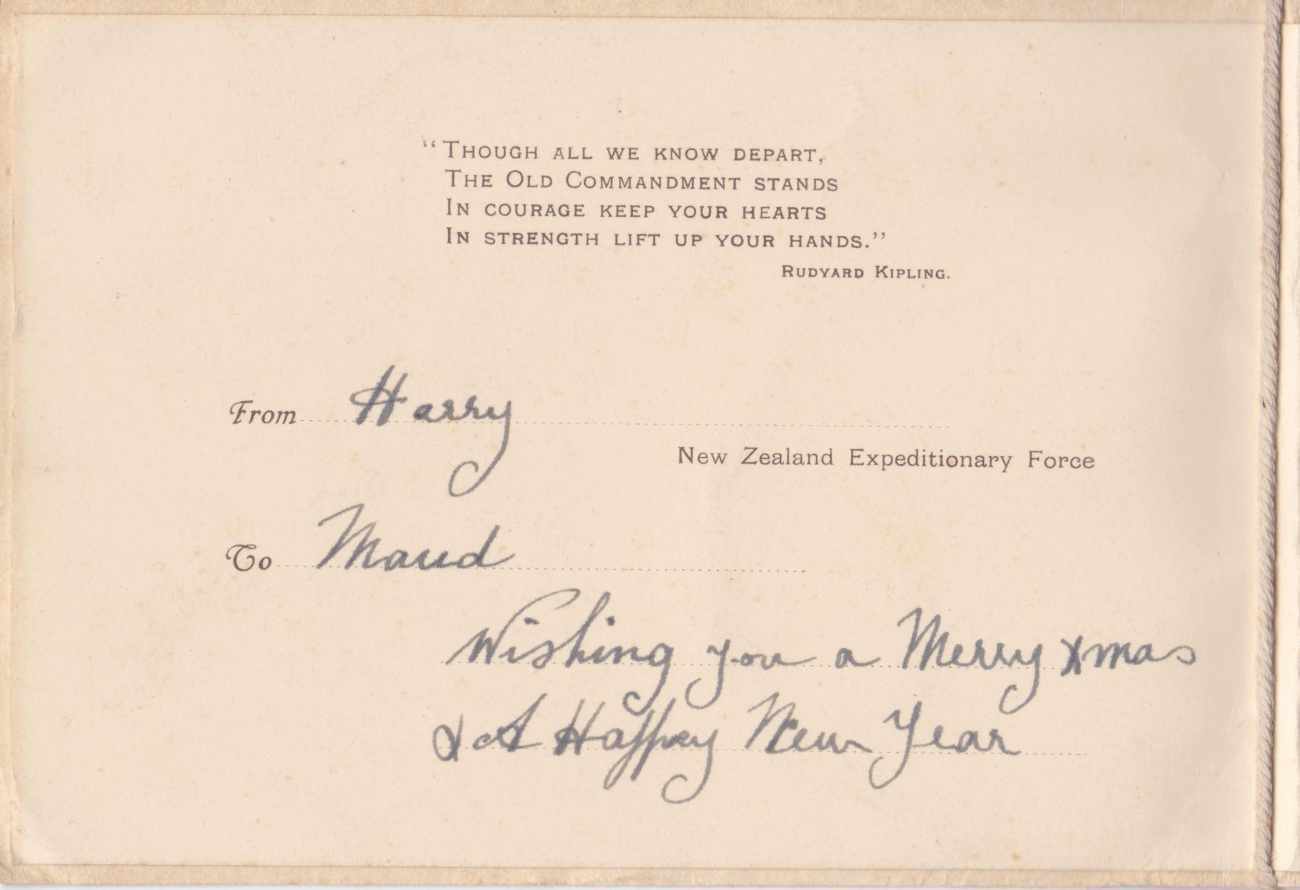 “THOUGH ALL WE KNOW DEPART,
THE OLD COMMANDMENT STANDS
IN COURAGE KEEP YOUR HEARTS
IN STRENGTH LIFT UP YOUR HANDS.”
RUDYARD KIPLING.
From Harry
New Zealand Expeditionary Force
To Maud
Wishing you a Merry Xmas
& A Happy New Year